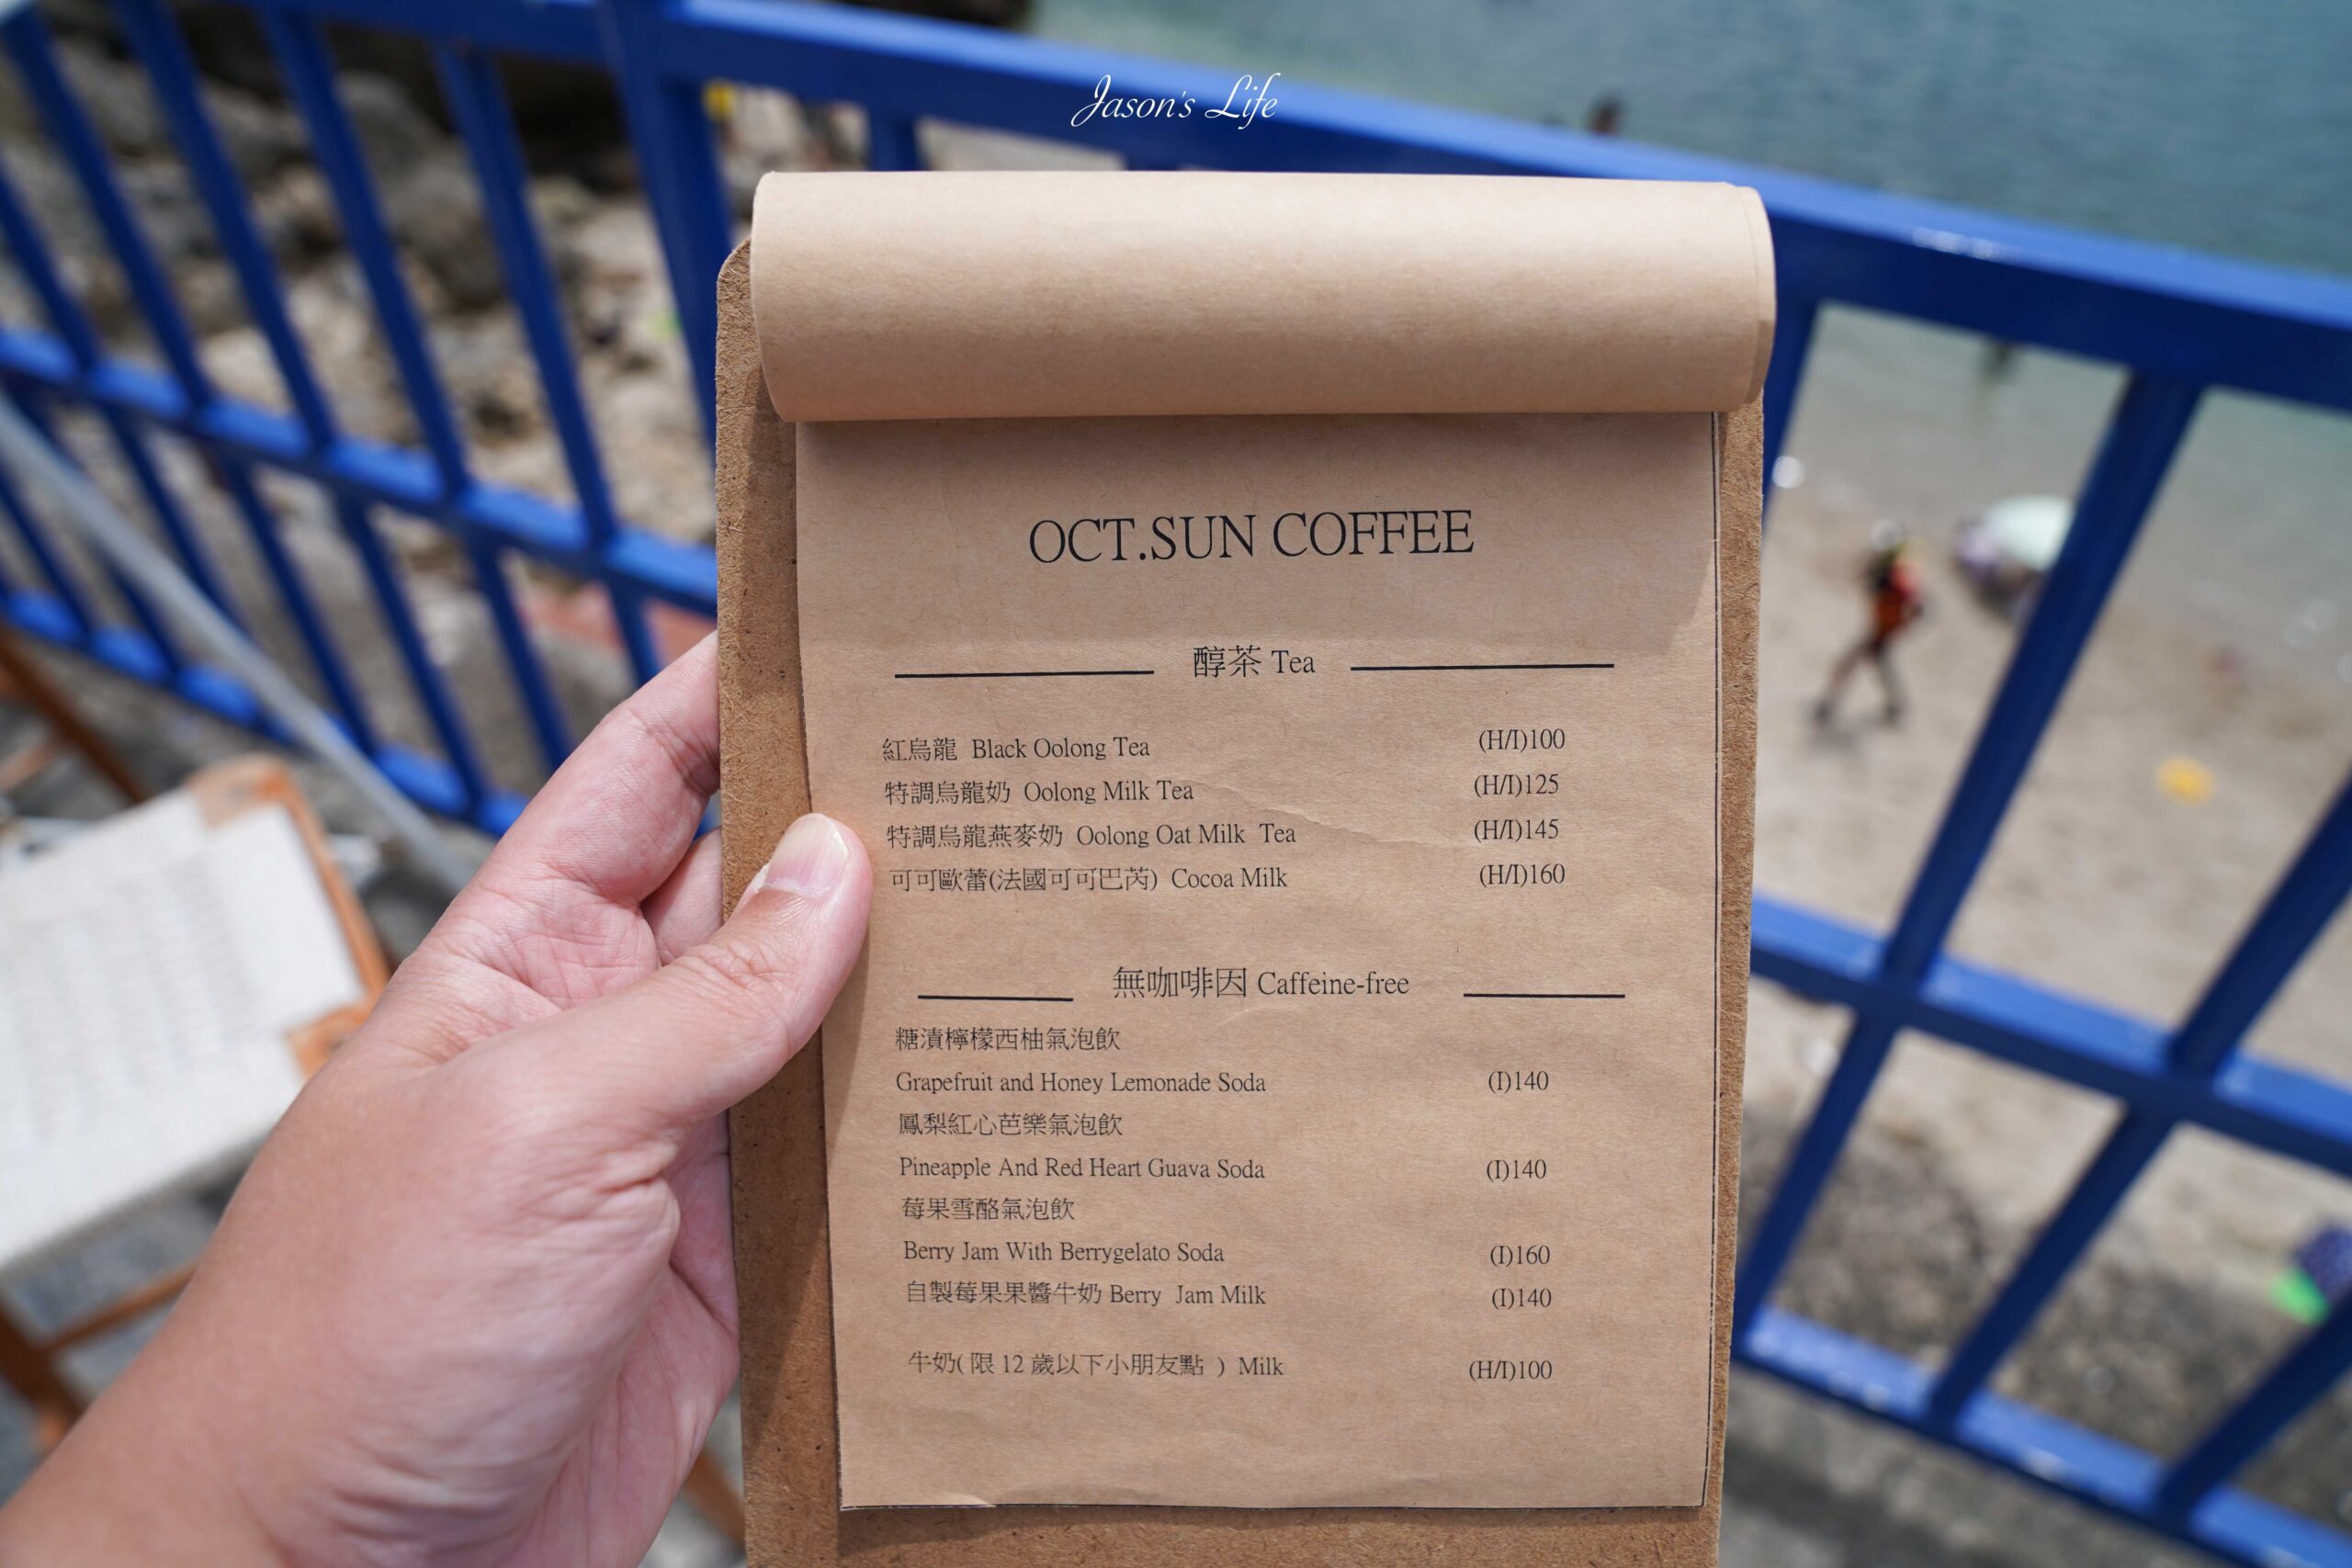 Jason's Life
OCT.SUN COFFEE
醇茶 Tea
紅烏龍 Black Oolong Tea (H/I)100
特調烏龍奶 Oolong Milk Tea (H/I)125
特調烏龍燕麥奶 Oolong Oat Milk Tea (H/I)145
可可歐蕾(法國可可巴芮) Cocoa Milk (H/I)160
無咖啡因 Caffeine-free
糖漬檸檬西柚氣泡飲
Grapefruit and Honey Lemonade Soda (I)140
鳳梨紅心芭樂氣泡飲
Pineapple And Red Heart Guava Soda (I)140
莓果雪酪氣泡飲
Berry Jam With Berrygelato Soda (I)160
自製莓果果醬牛奶 Berry Jam Milk (I)140
牛奶( 限 12 歲以下小朋友點 ) Milk (H/I)100